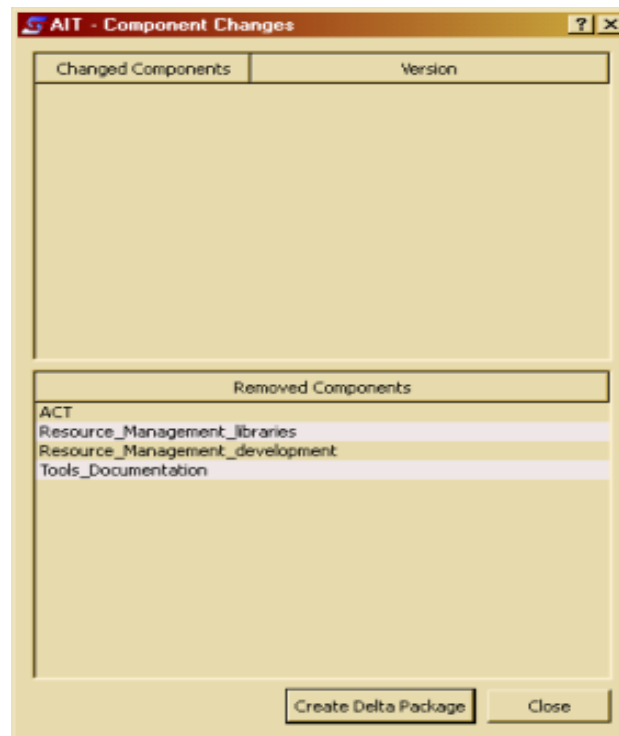 AIT - Component Changes
Changed Components Version
Removed Components
ACT
Resource_Management_libraries
Resource_Management_development
Tools_Documentation
Create Delta Package Close